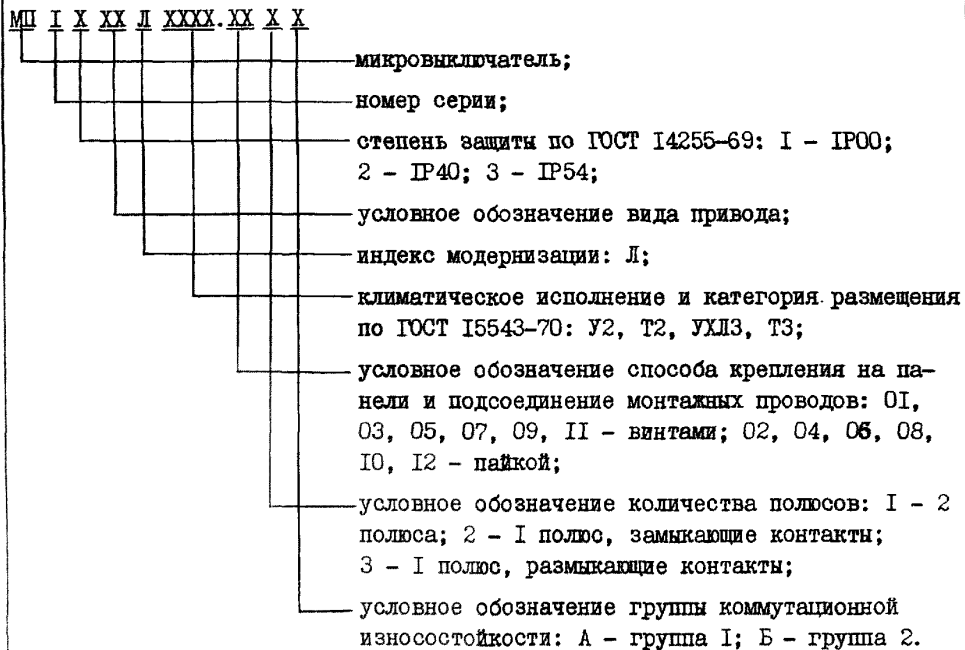 МП I X XX Л XXXX.XX X X
микровыключатель;
номер серии;
степень защиты по ГОСТ I4255-69: I - IP00;
2 - IP40; 3 - IP54;
условное обозначение вида привода;
индекс модернизации: Л;
климатическое исполнение и категория размещения
по ГОСТ I5543-70: У2, Т2, УХЛ3, Т3;
условное обозначение способа крепления на па-
нели и подсоединение монтажных проводов: 0I,
03, 05, 07, 09, II - винтами; 02, 04, 06, 08,
I0, I2 - пайкой;
условное обозначение количества полюсов: I - 2
полюса; 2 - I полюс, замыкающие контакты;
3 - I полюс, размыкающие контакты;
условное обозначение группы коммутационной
износостойкости: А - группа I; Б - группа 2.